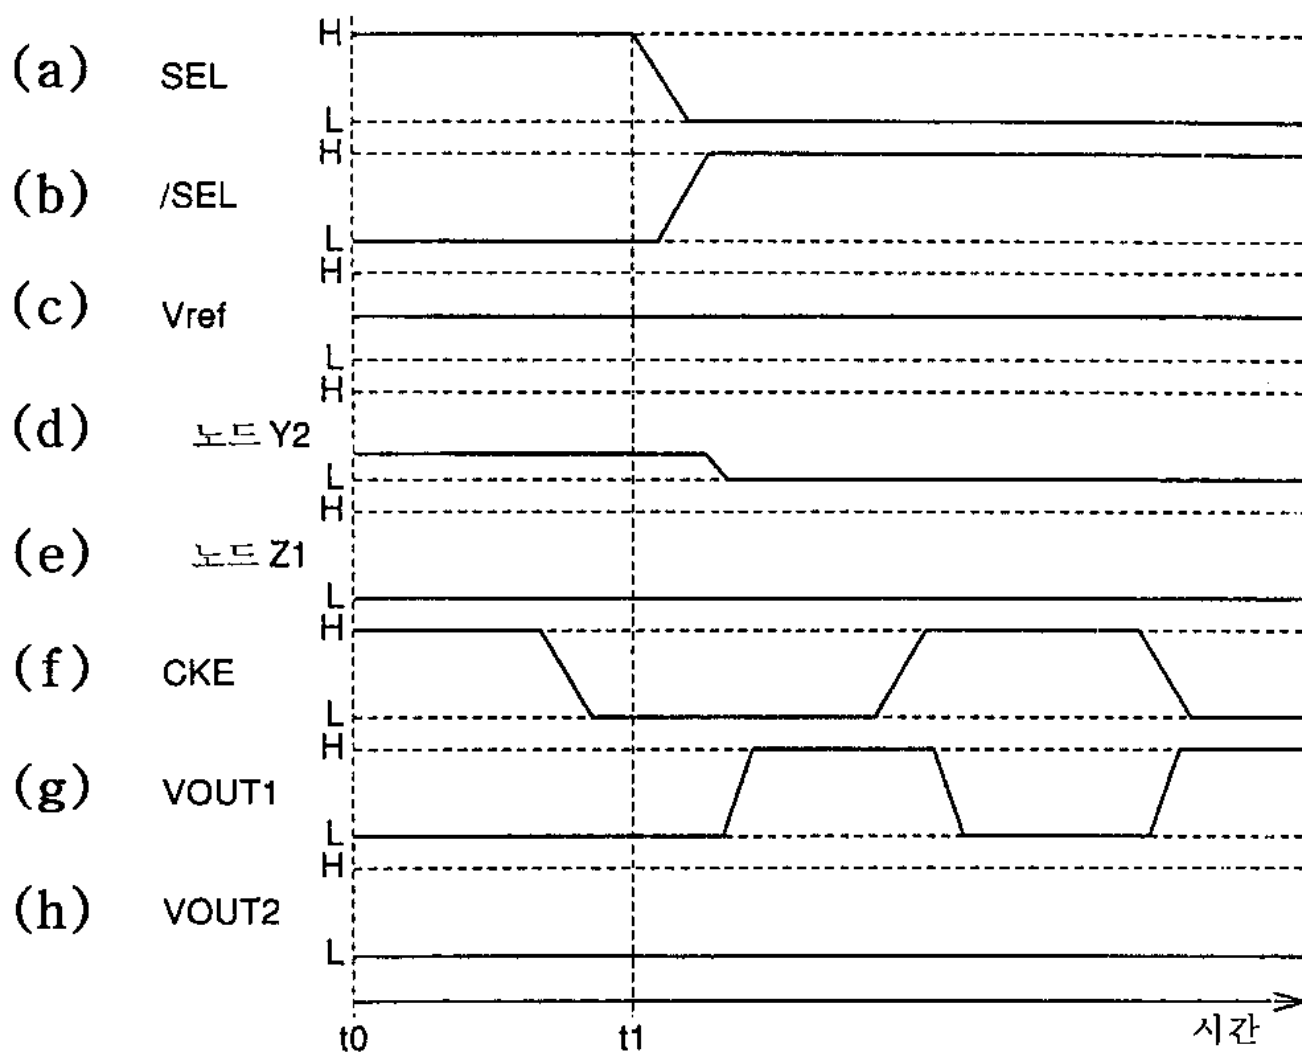 H
(a) SEL
L
H
(b) /SEL
L
H
(c) Vref
L
H
(d) 노드 Y2
L
H
(e) 노드 Z1
L
H
(f) CKE
L
H
(g) VOUT1
L
H
(h) VOUT2
L
t0 t1 시간